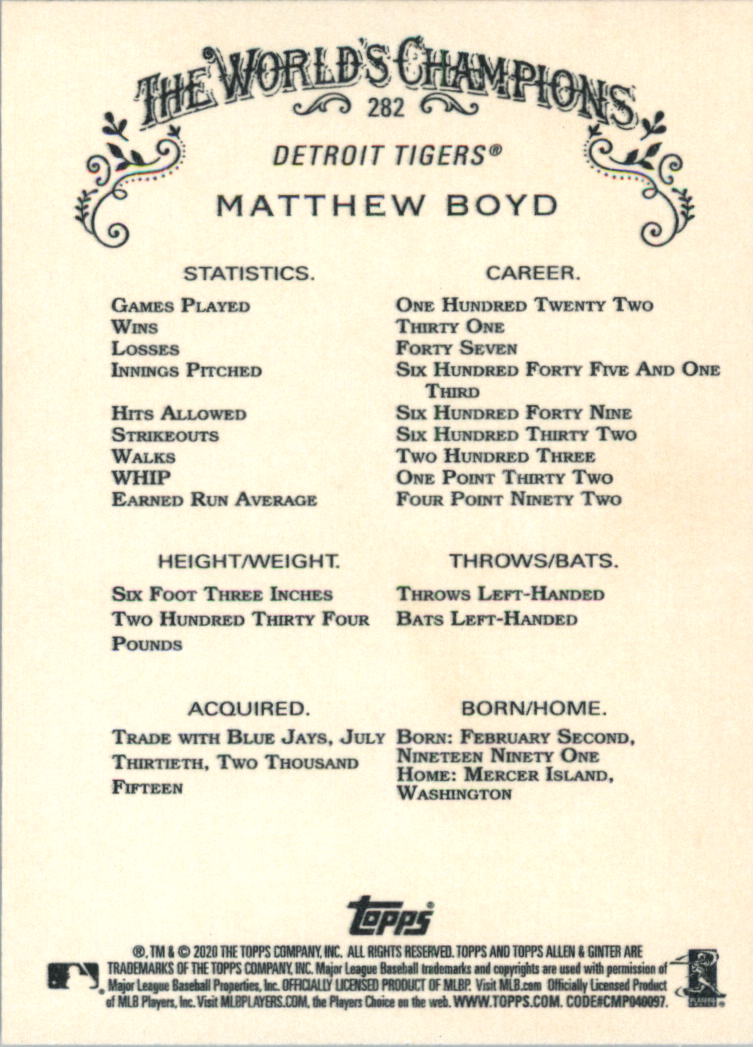 THE WORLD'S CHAMPIONS
282
DETROIT TIGERS®
MATTHEW BOYD
STATISTICS. CAREER.
GAMES PLAYED ONE HUNDRED TWENTY TWO
WINS THIRTY ONE
LOSSES FORTY SEVEN
INNINGS PITCHED SIX HUNDRED FORTY FIVE AND ONE
THIRD
HITS ALLOWED SIX HUNDRED FORTY NINE
STRIKEOUTS SIX HUNDRED THIRTY TWO
WALKS TWO HUNDRED THREE
WHIP ONE POINT THIRTY TWO
EARNED RUN AVERAGE FOUR POINT NINETY TWO
HEIGHT/WEIGHT. THROWS/BATS.
SIX FOOT THREE INCHES THROWS LEFT-HANDED
TWO HUNDRED THIRTY FOUR BATS LEFT-HANDED
POUNDS
ACQUIRED. BORN/HOME.
TRADE WITH BLUE JAYS, JULY BORN: FEBRUARY SECOND,
THIRTIETH, TWO THOUSAND NINETEEN NINETY ONE
FIFTEEN HOME: MERCER ISLAND,
WASHINGTON
Topps®
®, TM & © 2020 THE TOPPS COMPANY, INC. ALL RIGHTS RESERVED. TOPPS AND TOPPS ALLEN & GINTER ARE
TRADEMARKS OF THE TOPPS COMPANY, INC. Major League Baseball trademarks and copyrights are used with permission of
Major League Baseball Properties, Inc. OFFICIALLY LICENSED PRODUCT OF MLBP. Visit MLB.com Officially Licensed Product
of MLB Players, Inc. Visit MLBPLAYERS.COM, the Players Choice on the web. WWW.TOPPS.COM. CODE#CMP040097.